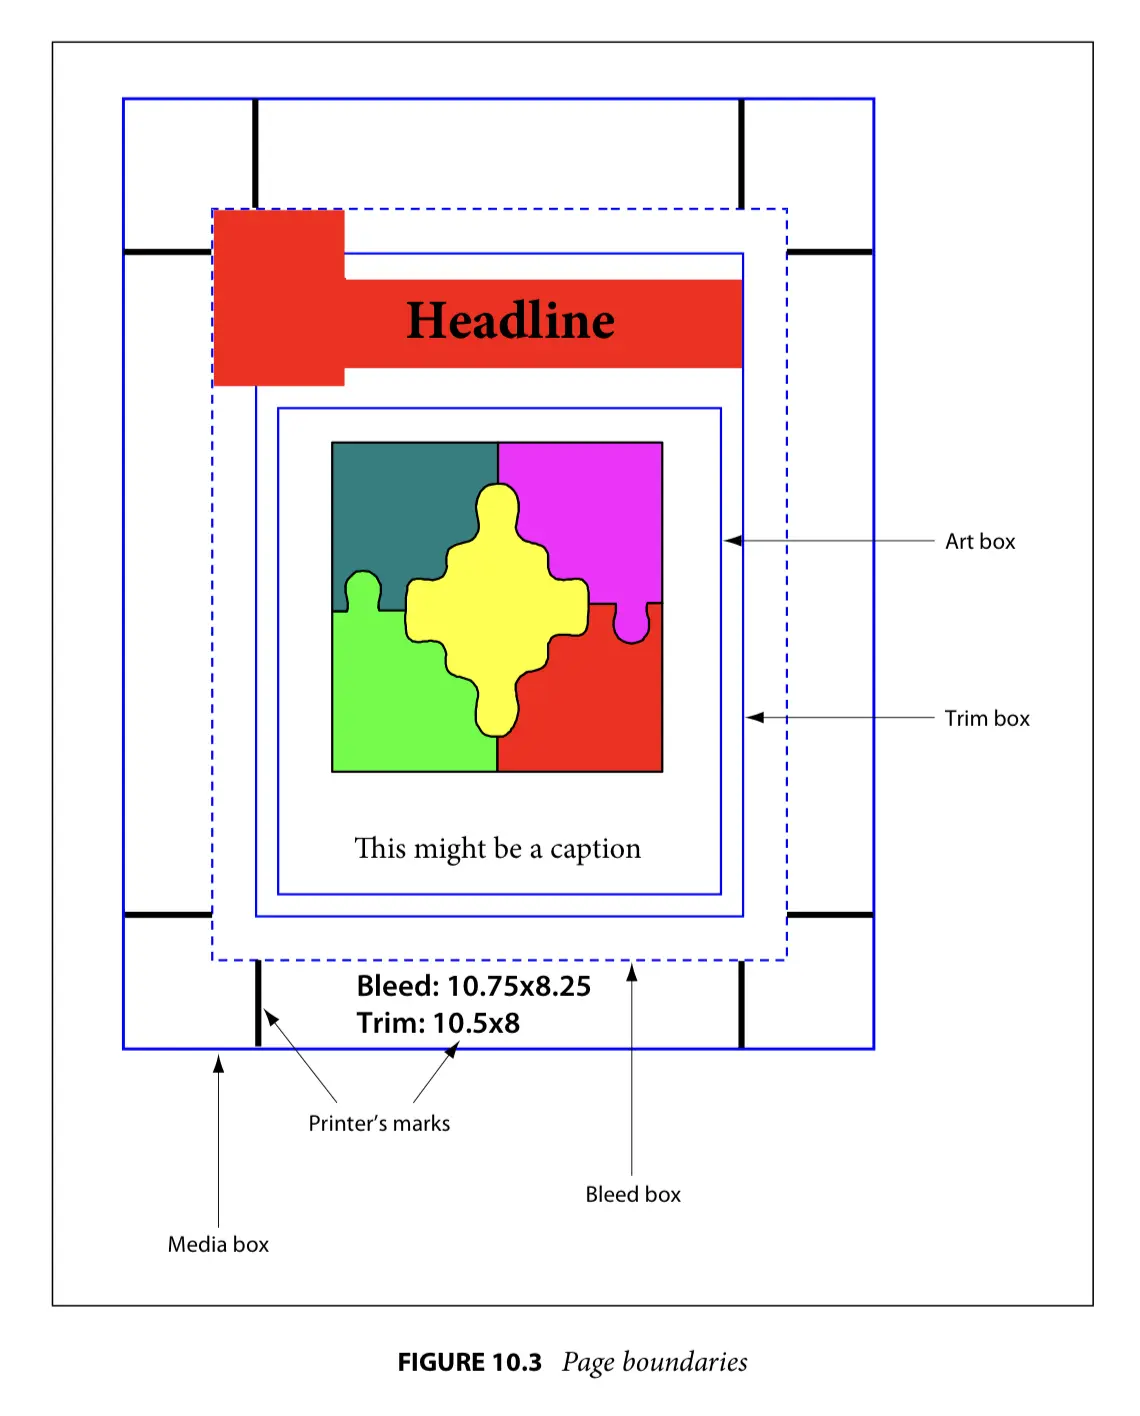 Headline
Art box
Trim box
This might be a caption
Bleed: 10.75x8.25
Trim: 10.5x8
Printer’s marks
Bleed box
Media box
FIGURE 10.3 Page boundaries